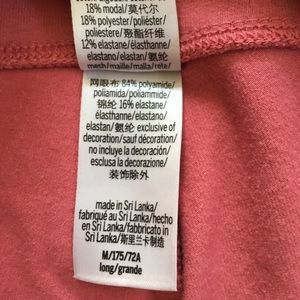 18% modal/莫代尔
18% polyester/poliéster/
poliestere/聚酯纤维
12% elastane/élasthanne/
elastano/elastan/氨纶
mesh/maille/malla/rete/
网眼布 84% polyamide/
poliamida/poliammide/
锦纶 16% elastane/
élasthanne/elastano/
elastan/氨纶 exclusive of
decoration/sauf décoration/
no incluye la decoración/
esclusa la decorazione/
装饰除外
made in Sri Lanka/
fabriqué au Sri Lanka/hecho
en Sri Lanka/fabbricato in
Sri Lanka/斯里兰卡制造
M/175/72A
long/grande